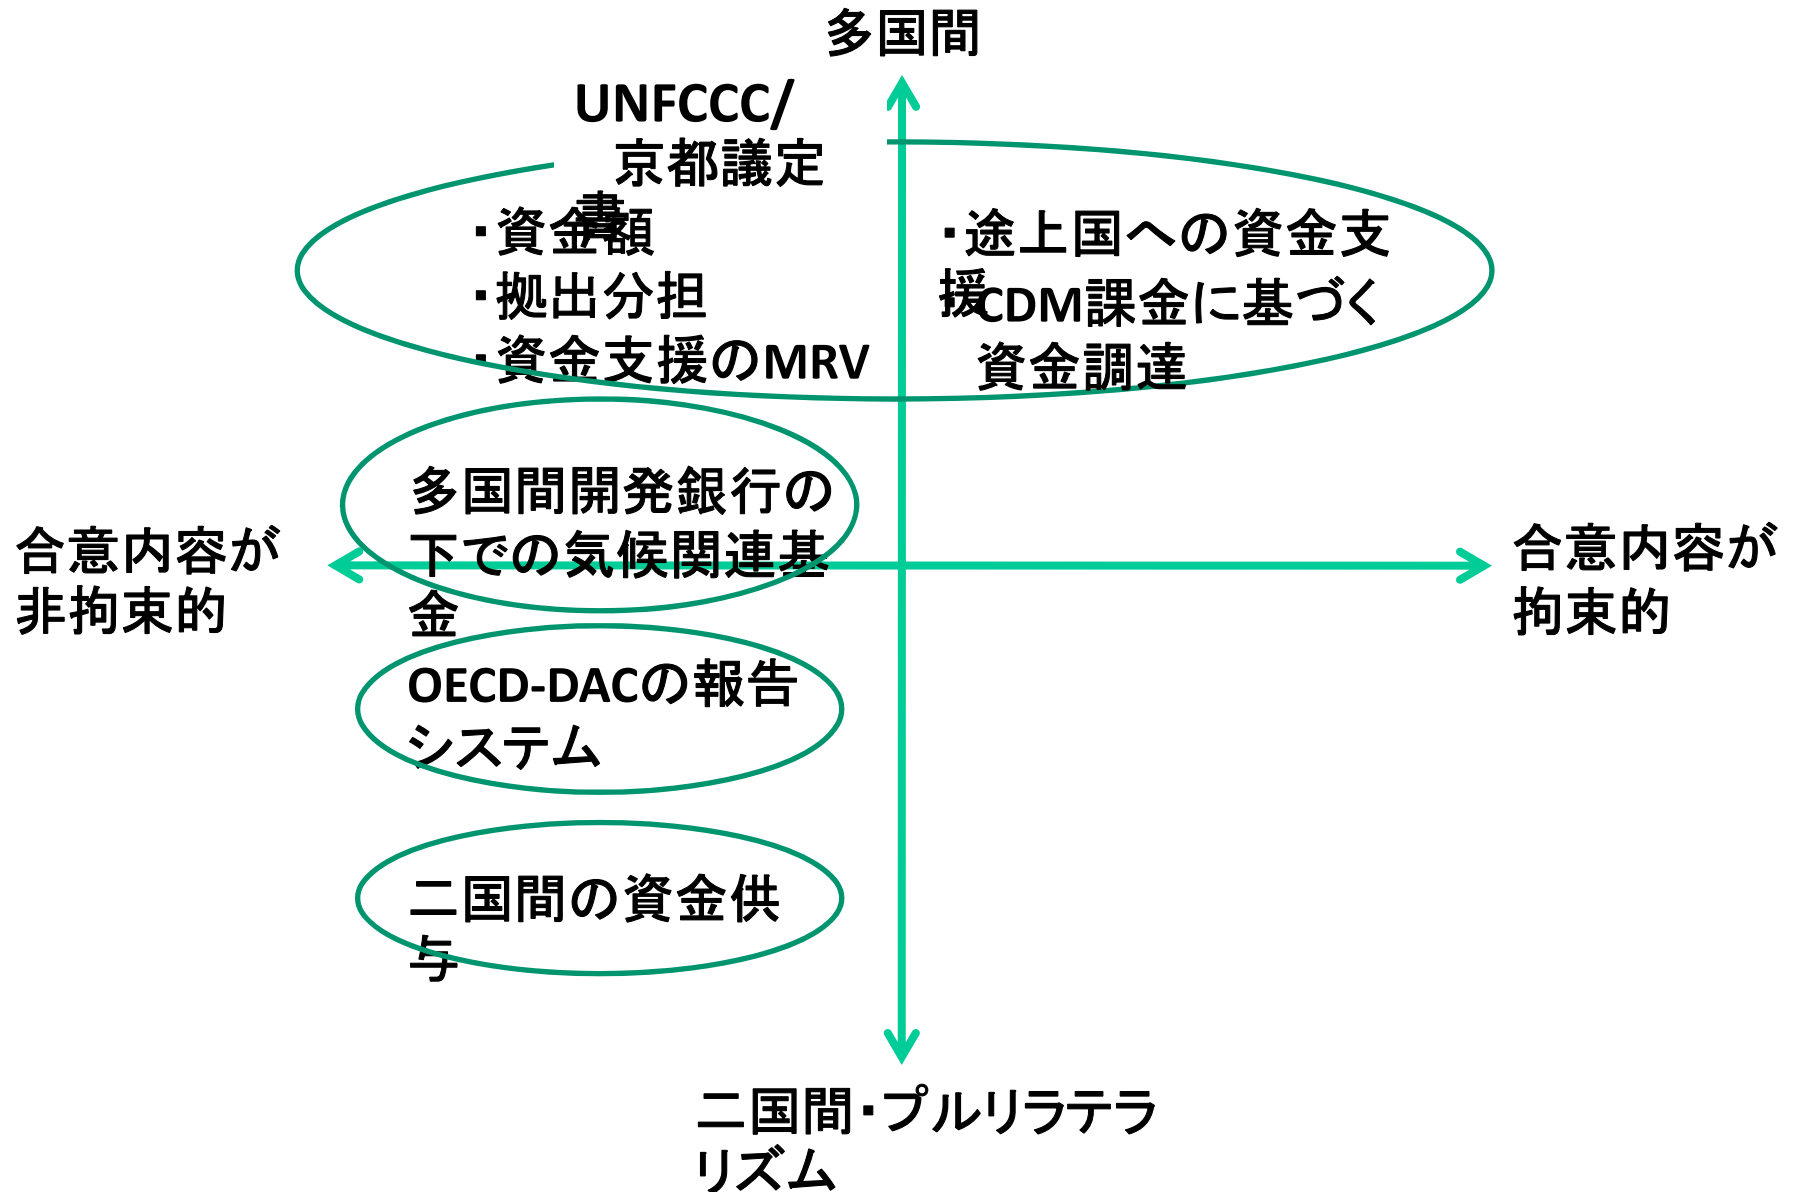 多国間
UNFCCC/
京都議定
書
・資金額
・拠出分担
・資金支援のMRV
・途上国への資金支
援
CDM課金に基づく
資金調達
多国間開発銀行の
下での気候関連基
金
合意内容が
非拘束的
合意内容が
拘束的
OECD-DACの報告
システム
二国間の資金供
与
二国間・プルリラテラ
リズム